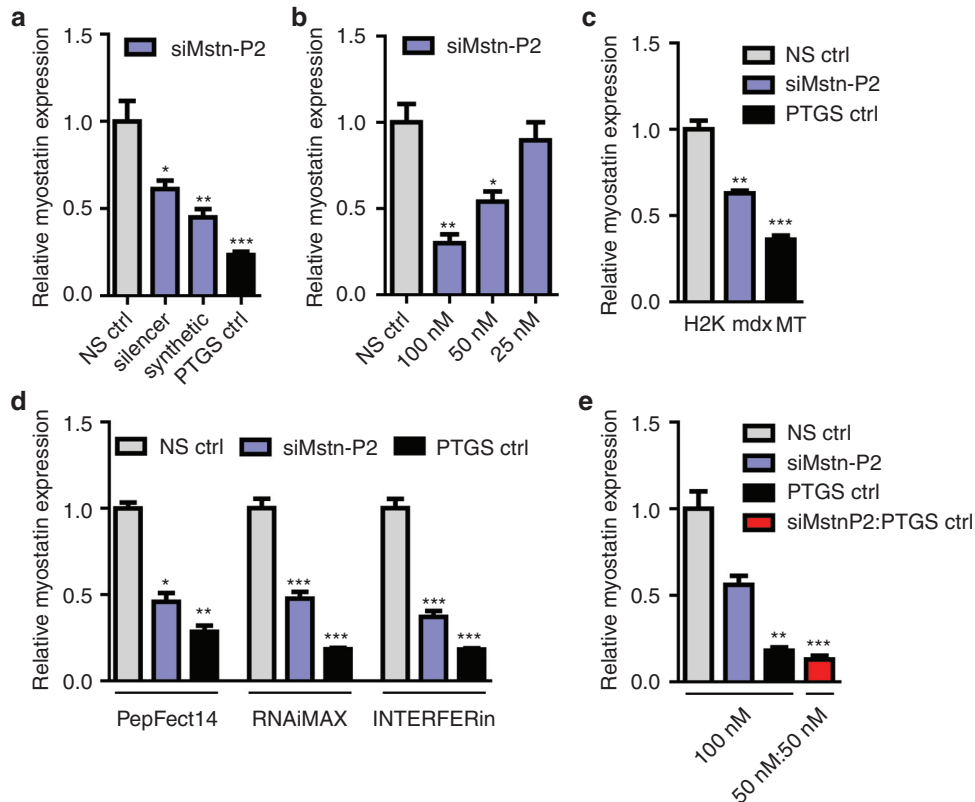 a
siMstn-P2
Relative myostatin expression
1.5
1.0
0.5
0.0
*
**
***
NS ctrl
silencer
synthetic
PTGS ctrl
b
siMstn-P2
Relative myostatin expression
1.5
1.0
0.5
0.0
**
*
NS ctrl
100 nM
50 nM
25 nM
c
NS ctrl
siMstn-P2
PTGS ctrl
Relative myostatin expression
1.5
1.0
0.5
0.0
**
***
H2K mdx MT
d
NS ctrl siMstn-P2 PTGS ctrl
Relative myostatin expression
1.5
1.0
0.5
0.0
*
**
***
***
***
***
PepFect14 RNAiMAX INTERFERin
e
NS ctrl
siMstn-P2
PTGS ctrl
siMstnP2:PTGS ctrl
Relative myostatin expression
1.5
1.0
0.5
0.0
**
***
100 nM
50 nM:50 nM